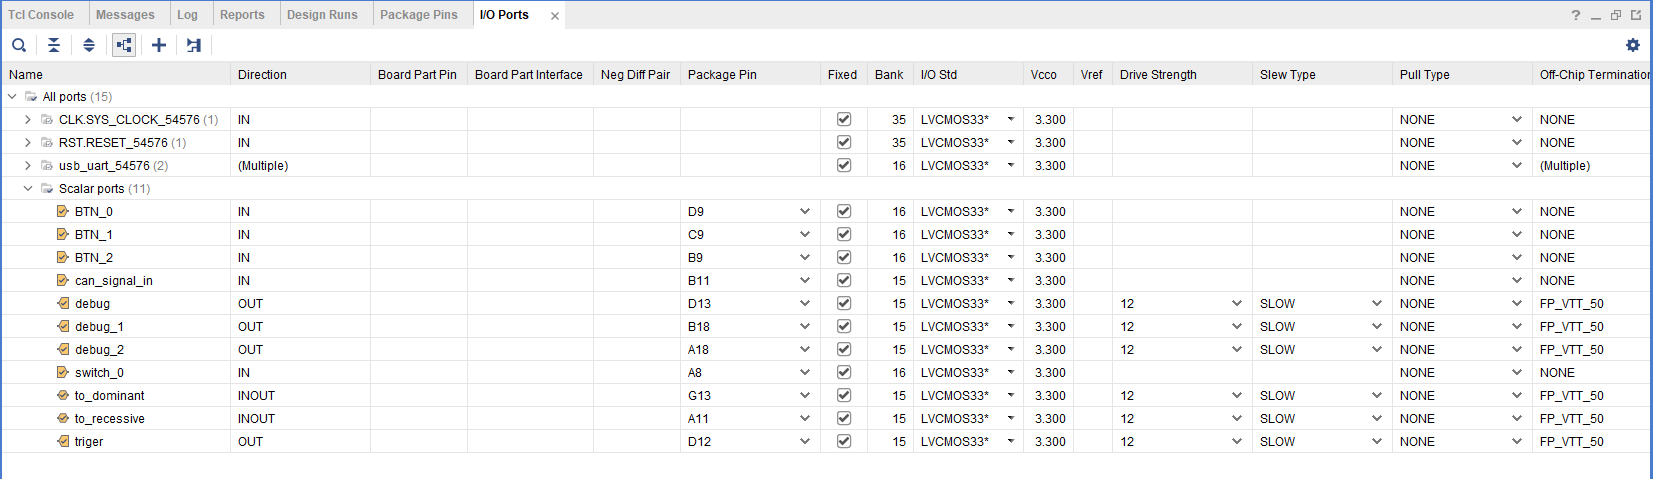 Tcl Console Messages Log Reports Design Runs Package Pins I/O Ports × ?
Name Direction Board Part Pin Board Part Interface Neg Diff Pair Package Pin Fixed Bank I/O Std Vcco Vref Drive Strength Slew Type Pull Type Off-Chip Termination
All ports (15)
CLK.SYS_CLOCK_54576 (1) IN 35 LVCMOS33* 3.300 NONE NONE
RST.RESET_54576 (1) IN 35 LVCMOS33* 3.300 NONE NONE
usb_uart_54576 (2) (Multiple) 16 LVCMOS33* 3.300 NONE (Multiple)
Scalar ports (11)
BTN_0 IN D9 16 LVCMOS33* 3.300 NONE NONE
BTN_1 IN C9 16 LVCMOS33* 3.300 NONE NONE
BTN_2 IN B9 16 LVCMOS33* 3.300 NONE NONE
can_signal_in IN B11 15 LVCMOS33* 3.300 NONE NONE
debug OUT D13 15 LVCMOS33* 3.300 12 SLOW NONE FP_VTT_50
debug_1 OUT B18 15 LVCMOS33* 3.300 12 SLOW NONE FP_VTT_50
debug_2 OUT A18 15 LVCMOS33* 3.300 12 SLOW NONE FP_VTT_50
switch_0 IN A8 16 LVCMOS33* 3.300 NONE NONE
to_dominant INOUT G13 15 LVCMOS33* 3.300 12 SLOW NONE FP_VTT_50
to_recessive INOUT A11 15 LVCMOS33* 3.300 12 SLOW NONE FP_VTT_50
triger OUT D12 15 LVCMOS33* 3.300 12 SLOW NONE FP_VTT_50